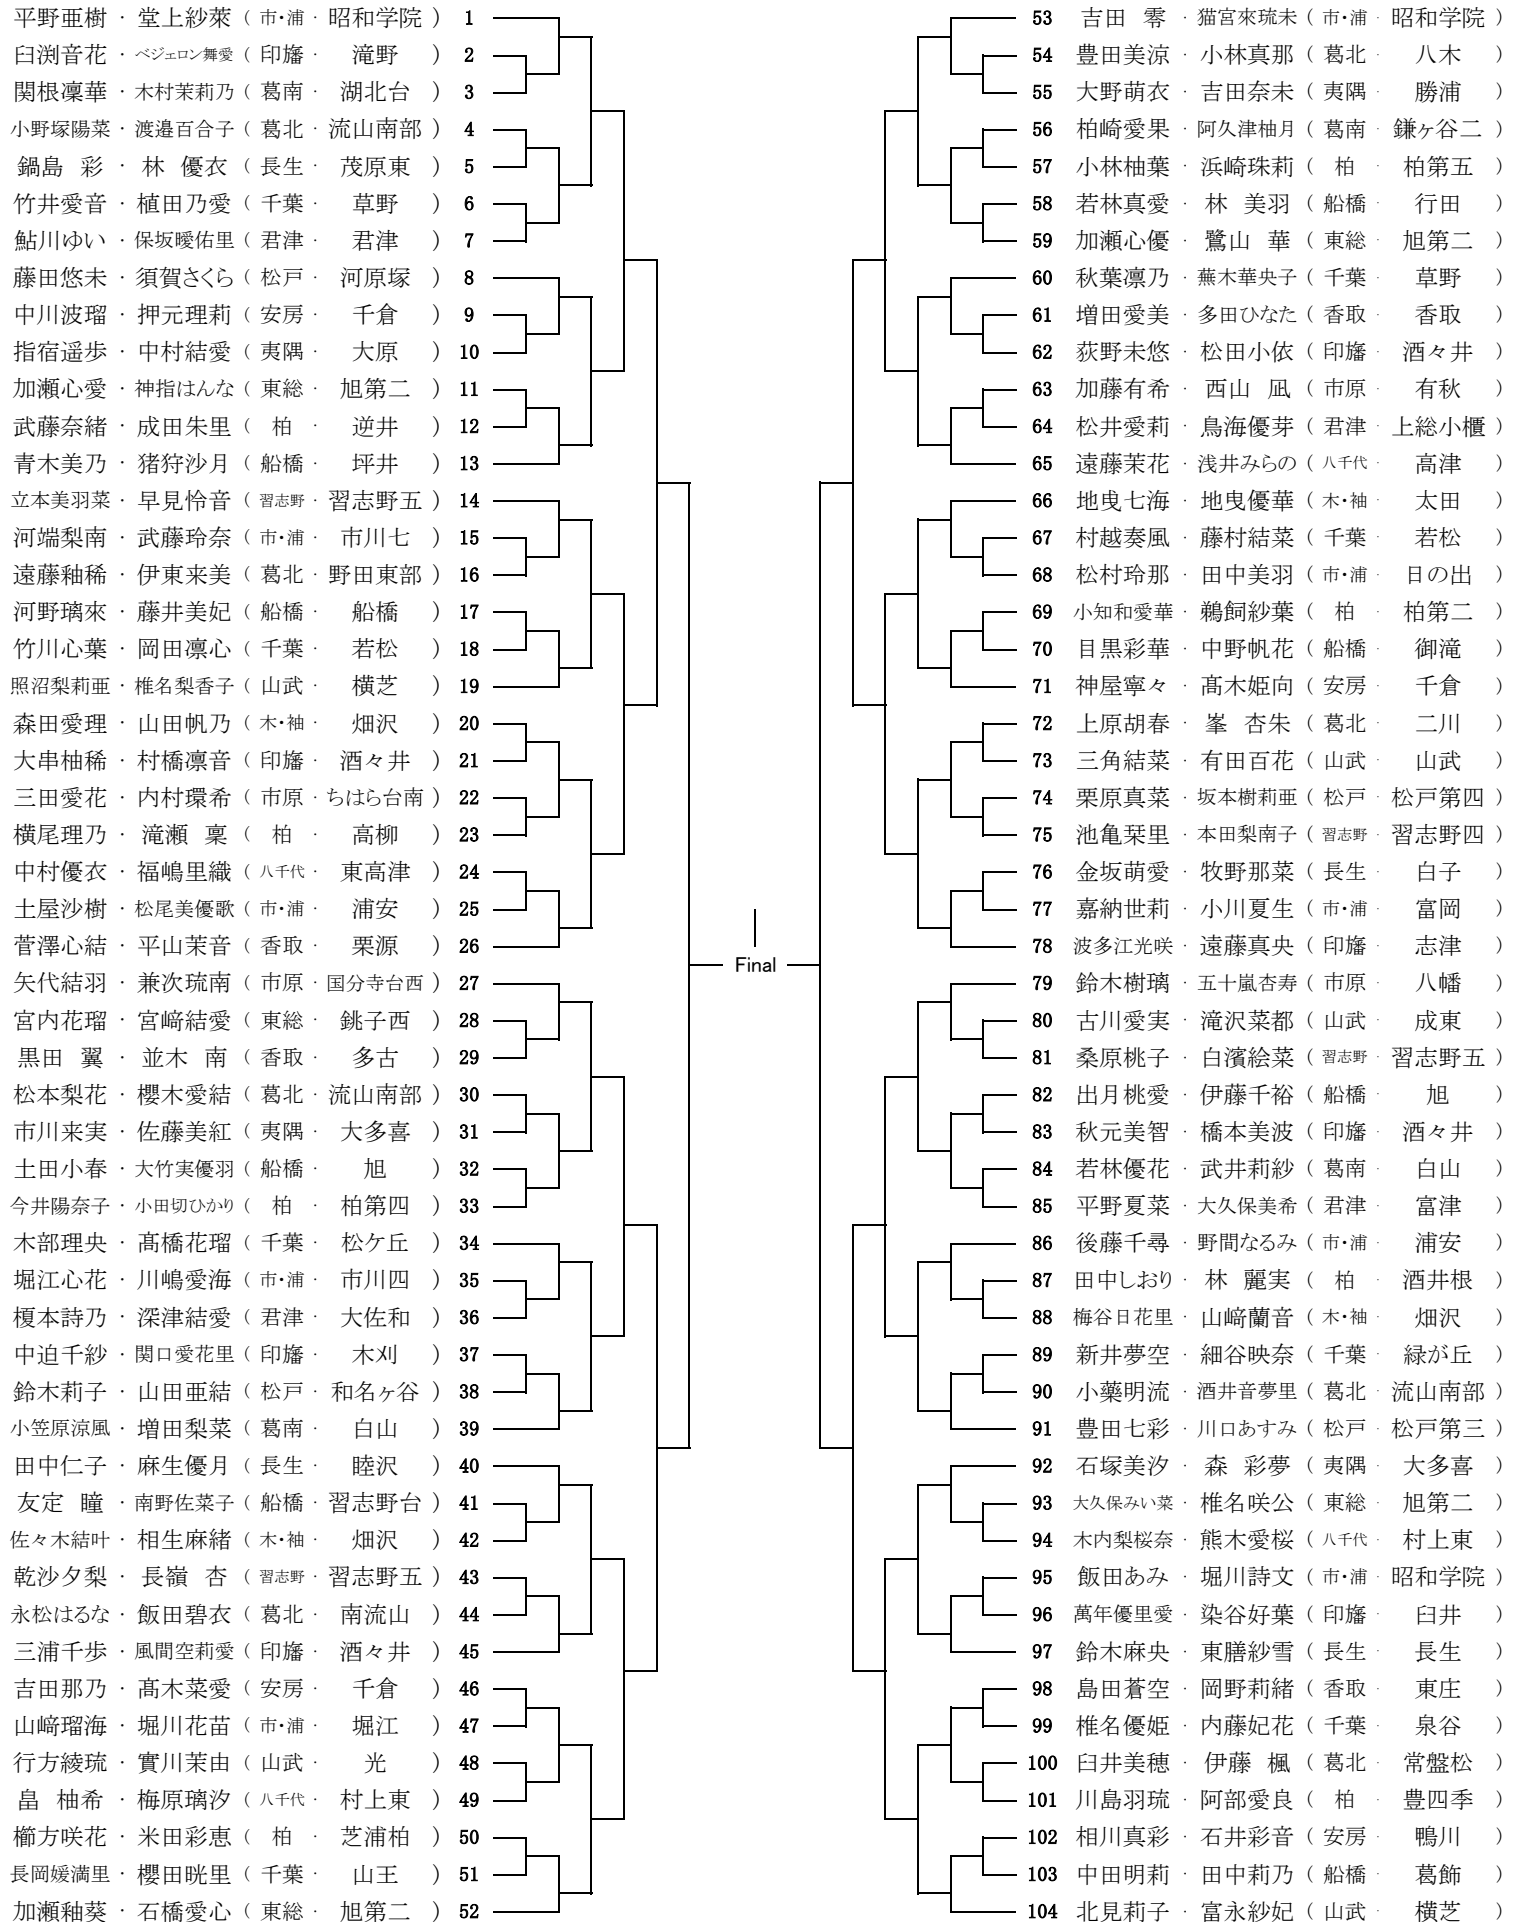 平野亜樹 · 堂上紗萊 ( 市・浦 · 昭和学院 ) 1
臼渕音花 · ベジェロン舞愛 ( 印旛 · 滝野 ) 2
関根凜華 · 木村茉莉乃 ( 葛南 · 湖北台 ) 3
小野塚陽菜 · 渡邉百合子 ( 葛北 · 流山南部 ) 4
鍋島 彩 · 林 優衣 ( 長生 · 茂原東 ) 5
竹井愛音 · 植田乃愛 ( 千葉 · 草野 ) 6
鮎川ゆい · 保坂曖佑里 ( 君津 · 君津 ) 7
藤田悠未 · 須賀さくら ( 松戸 · 河原塚 ) 8
中川波瑠 · 押元理莉 ( 安房 · 千倉 ) 9
指宿遥歩 · 中村結愛 ( 夷隅 · 大原 ) 10
加瀬心愛 · 神指はんな ( 東総 · 旭第二 ) 11
武藤奈緒 · 成田朱里 ( 柏 · 逆井 ) 12
青木美乃 · 猪狩沙月 ( 船橋 · 坪井 ) 13
立本美羽菜 · 早見怜音 ( 習志野 · 習志野五 ) 14
河端梨南 · 武藤玲奈 ( 市・浦 · 市川七 ) 15
遠藤釉稀 · 伊東来美 ( 葛北 · 野田東部 ) 16
河野璃來 · 藤井美妃 ( 船橋 · 船橋 ) 17
竹川心葉 · 岡田凛心 ( 千葉 · 若松 ) 18
照沼梨莉亜 · 椎名梨香子 ( 山武 · 横芝 ) 19
森田愛理 · 山田帆乃 ( 木・袖 · 畑沢 ) 20
大串柚稀 · 村橋凛音 ( 印旛 · 酒々井 ) 21
三田愛花 · 内村環希 ( 市原 · ちはら台南 ) 22
横尾理乃 · 滝瀬 稟 ( 柏 · 高柳 ) 23
中村優衣 · 福嶋里織 ( 八千代 · 東高津 ) 24
土屋沙樹 · 松尾美優歌 ( 市・浦 · 浦安 ) 25
菅澤心結 · 平山茉音 ( 香取 · 栗源 ) 26
矢代結羽 · 兼次琉南 ( 市原 · 国分寺台西 ) 27
宮内花瑠 · 宮﨑結愛 ( 東総 · 銚子西 ) 28
黒田 翼 · 並木 南 ( 香取 · 多古 ) 29
松本梨花 · 櫻木愛結 ( 葛北 · 流山南部 ) 30
市川来実 · 佐藤美紅 ( 夷隅 · 大多喜 ) 31
土田小春 · 大竹実優羽 ( 船橋 · 旭 ) 32
今井陽奈子 · 小田切ひかり ( 柏 · 柏第四 ) 33
木部理央 · 髙橋花瑠 ( 千葉 · 松ケ丘 ) 34
堀江心花 · 川嶋愛海 ( 市・浦 · 市川四 ) 35
榎本詩乃 · 深津結愛 ( 君津 · 大佐和 ) 36
中迫千紗 · 関口愛花里 ( 印旛 · 木刈 ) 37
鈴木莉子 · 山田亜結 ( 松戸 · 和名ヶ谷 ) 38
小笠原涼風 · 増田梨菜 ( 葛南 · 白山 ) 39
田中仁子 · 麻生優月 ( 長生 · 睦沢 ) 40
友定 瞳 · 南野佐菜子 ( 船橋 · 習志野台 ) 41
佐々木結叶 · 相生麻緒 ( 木・袖 · 畑沢 ) 42
乾沙夕梨 · 長嶺 杏 ( 習志野 · 習志野五 ) 43
永松はるな · 飯田碧衣 ( 葛北 · 南流山 ) 44
三浦千歩 · 風間空莉愛 ( 印旛 · 酒々井 ) 45
吉田那乃 · 髙木菜愛 ( 安房 · 千倉 ) 46
山﨑瑠海 · 堀川花苗 ( 市・浦 · 堀江 ) 47
行方綾琉 · 實川茉由 ( 山武 · 光 ) 48
畠 柚希 · 梅原璃汐 ( 八千代 · 村上東 ) 49
櫛方咲花 · 米田彩恵 ( 柏 · 芝浦柏 ) 50
長岡媛満里 · 櫻田晄里 ( 千葉 · 山王 ) 51
加瀬釉葵 · 石橋愛心 ( 東総 · 旭第二 ) 52
Final
53 吉田 零 · 猫宮來琉未 ( 市・浦 · 昭和学院 )
54 豊田美涼 · 小林真那 ( 葛北 · 八木 )
55 大野萌衣 · 吉田奈未 ( 夷隅 · 勝浦 )
56 柏崎愛果 · 阿久津柚月 ( 葛南 · 鎌ヶ谷二 )
57 小林柚葉 · 浜崎珠莉 ( 柏 · 柏第五 )
58 若林真愛 · 林 美羽 ( 船橋 · 行田 )
59 加瀬心優 · 鷺山 華 ( 東総 · 旭第二 )
60 秋葉凛乃 · 蕪木華央子 ( 千葉 · 草野 )
61 増田愛美 · 多田ひなた ( 香取 · 香取 )
62 荻野未悠 · 松田小依 ( 印旛 · 酒々井 )
63 加藤有希 · 西山 凪 ( 市原 · 有秋 )
64 松井愛莉 · 鳥海優芽 ( 君津 · 上総小櫃 )
65 遠藤茉花 · 浅井みらの ( 八千代 · 高津 )
66 地曳七海 · 地曳優華 ( 木・袖 · 太田 )
67 村越奏風 · 藤村結菜 ( 千葉 · 若松 )
68 松村玲那 · 田中美羽 ( 市・浦 · 日の出 )
69 小知和愛華 · 鵜飼紗葉 ( 柏 · 柏第二 )
70 目黒彩華 · 中野帆花 ( 船橋 · 御滝 )
71 神屋寧々 · 髙木姫向 ( 安房 · 千倉 )
72 上原胡春 · 峯 杏朱 ( 葛北 · 二川 )
73 三角結菜 · 有田百花 ( 山武 · 山武 )
74 栗原真菜 · 坂本樹莉亜 ( 松戸 · 松戸第四 )
75 池亀栞里 · 本田梨南子 ( 習志野 · 習志野四 )
76 金坂萌愛 · 牧野那菜 ( 長生 · 白子 )
77 嘉納世莉 · 小川夏生 ( 市・浦 · 富岡 )
78 波多江光咲 · 遠藤真央 ( 印旛 · 志津 )
79 鈴木樹璃 · 五十嵐杏寿 ( 市原 · 八幡 )
80 古川愛実 · 滝沢菜都 ( 山武 · 成東 )
81 桑原桃子 · 白濱絵菜 ( 習志野 · 習志野五 )
82 出月桃愛 · 伊藤千裕 ( 船橋 · 旭 )
83 秋元美智 · 橋本美波 ( 印旛 · 酒々井 )
84 若林優花 · 武井莉紗 ( 葛南 · 白山 )
85 平野夏菜 · 大久保美希 ( 君津 · 富津 )
86 後藤千尋 · 野間なるみ ( 市・浦 · 浦安 )
87 田中しおり · 林 麗実 ( 柏 · 酒井根 )
88 梅谷日花里 · 山﨑蘭音 ( 木・袖 · 畑沢 )
89 新井夢空 · 細谷映奈 ( 千葉 · 緑が丘 )
90 小薬明流 · 酒井音夢里 ( 葛北 · 流山南部 )
91 豊田七彩 · 川口あすみ ( 松戸 · 松戸第三 )
92 石塚美汐 · 森 彩夢 ( 夷隅 · 大多喜 )
93 大久保みい菜 · 椎名咲公 ( 東総 · 旭第二 )
94 木内梨桜奈 · 熊木愛桜 ( 八千代 · 村上東 )
95 飯田あみ · 堀川詩文 ( 市・浦 · 昭和学院 )
96 萬年優里愛 · 染谷好葉 ( 印旛 · 臼井 )
97 鈴木麻央 · 東膳紗雪 ( 長生 · 長生 )
98 島田蒼空 · 岡野莉緒 ( 香取 · 東庄 )
99 椎名優姫 · 内藤妃花 ( 千葉 · 泉谷 )
100 臼井美穂 · 伊藤 楓 ( 葛北 · 常盤松 )
101 川島羽琉 · 阿部愛良 ( 柏 · 豊四季 )
102 相川真彩 · 石井彩音 ( 安房 · 鴨川 )
103 中田明莉 · 田中莉乃 ( 船橋 · 葛飾 )
104 北見莉子 · 富永紗妃 ( 山武 · 横芝 )